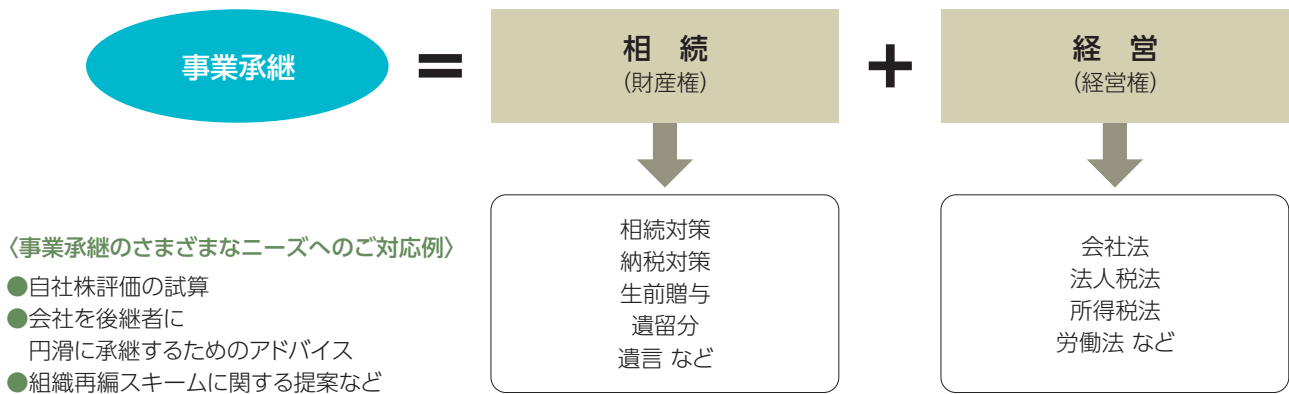 事業承継
=
相 続
(財産権)
+
経 営
(経営権)
相続対策
納税対策
生前贈与
遺留分
遺言 など
会社法
法人税法
所得税法
労働法 など
〈事業承継のさまざまなニーズへのご対応例〉
●自社株評価の試算
●会社を後継者に
円滑に承継するためのアドバイス
●組織再編スキームに関する提案など